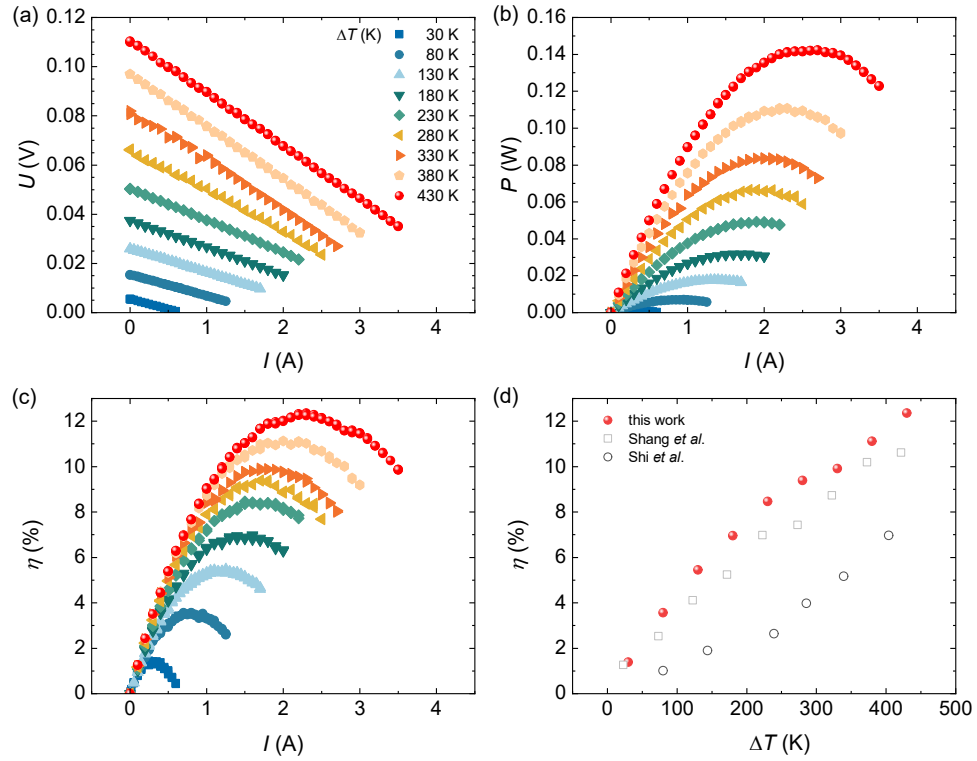 (a)
0.12
0.10
0.08
0.06
0.04
0.02
0.00
U (V)
0
1
2
3
4
I (A)
ΔT (K)
30 K
80 K
130 K
180 K
230 K
280 K
330 K
380 K
430 K
(b)
0.14
0.12
0.10
0.08
0.06
0.04
0.02
0.00
P (W)
0
1
2
3
4
I (A)
(c)
12
10
8
6
4
2
0
η (%)
0
1
2
3
4
I (A)
(d)
12
10
8
6
4
2
0
η (%)
this work
Shang et al.
Shi et al.
0
100
200
300
400
500
ΔT (K)